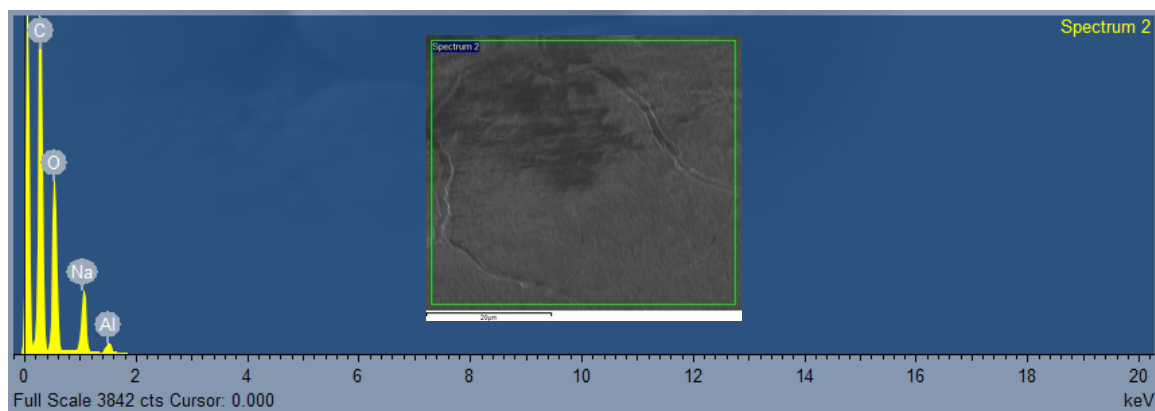 Spectrum 2
C
Spectrum 2
O
Na
Al
20µm
0 2 4 6 8 10 12 14 16 18 20
Full Scale 3842 cts Cursor: 0.000 keV